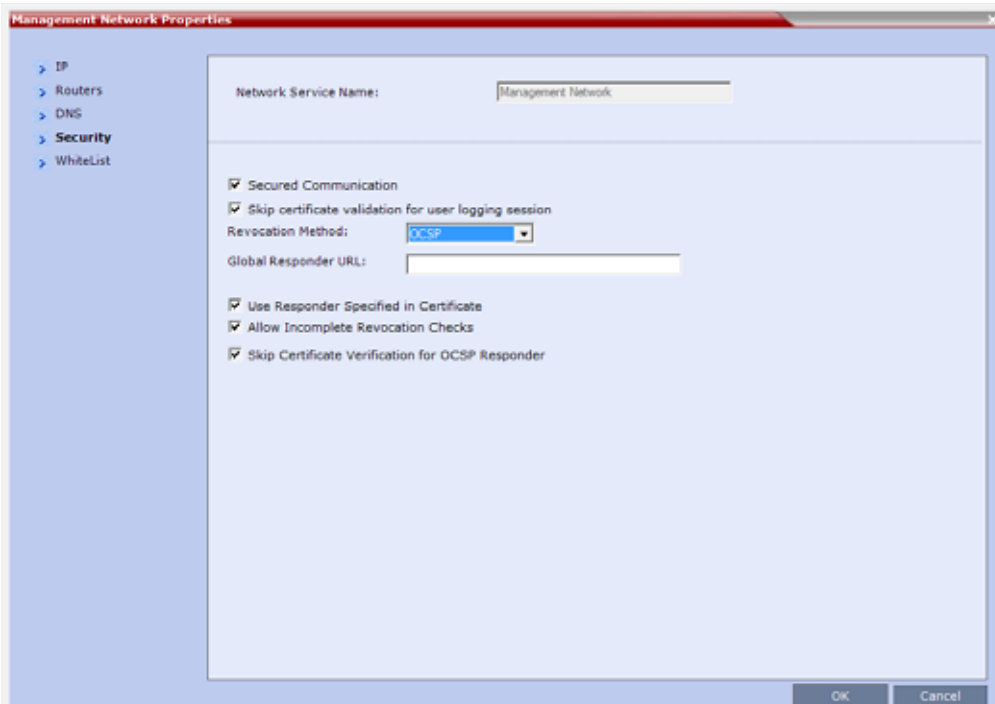 Management Network Properties
IP
Routers
DNS
Security
WhiteList
Network Service Name:
Management Network
Secured Communication
Skip certificate validation for user logging session
Revocation Method:
OCSP
Global Responder URL:
Use Responder Specified in Certificate
Allow Incomplete Revocation Checks
Skip Certificate Verification for OCSP Responder
OK
Cancel